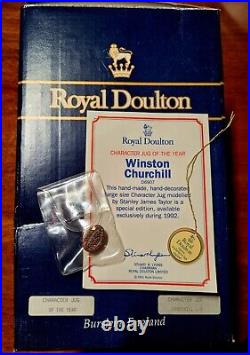 Royal Doulton
Royal Doulton
CHARACTER JUG OF THE YEAR
Winston
Churchill
D6907
This hand-made, hand-decorated
large size Character Jug modelled
by Stanley James Taylor is a
special edition, available
exclusively during 1992.
STUART R. LYONS
CHAIRMAN
ROYAL DOULTON LIMITED
CHARACTER JUG
OF THE YEAR
CHARACTER JUG
England